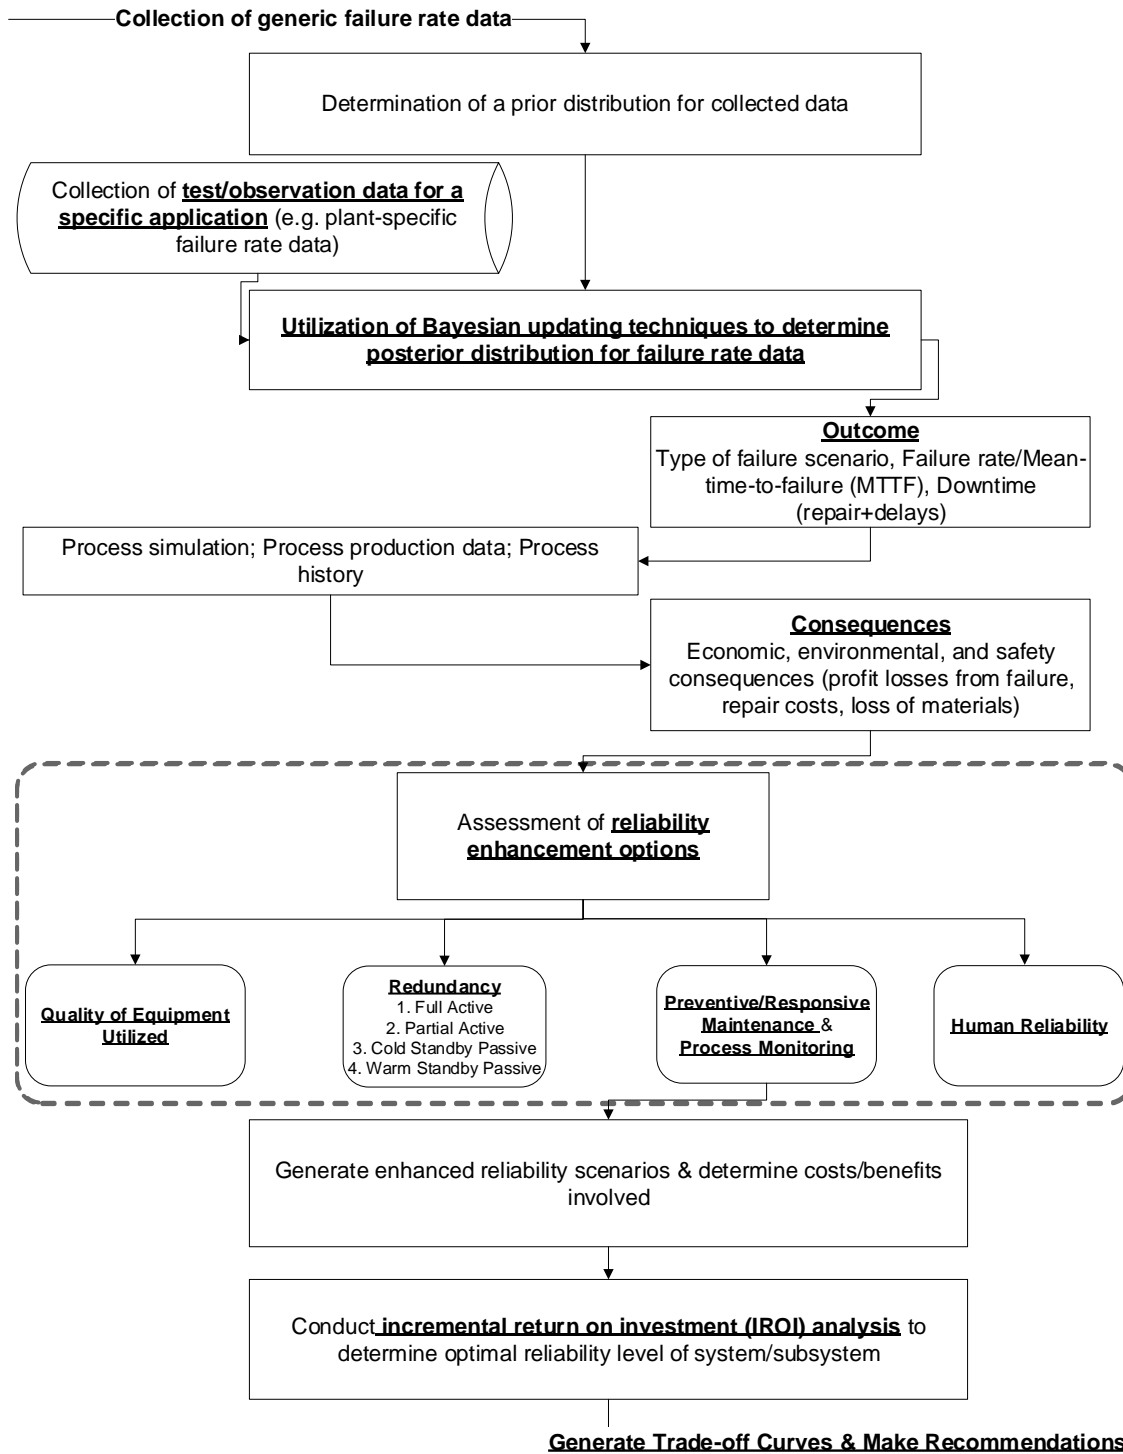 Collection of generic failure rate data
Determination of a prior distribution for collected data
Collection of test/observation data for a
specific application (e.g. plant-specific
failure rate data)
Utilization of Bayesian updating techniques to determine
posterior distribution for failure rate data
Outcome
Type of failure scenario, Failure rate/Mean-
time-to-failure (MTTF), Downtime
(repair+delays)
Process simulation; Process production data; Process
history
Consequences
Economic, environmental, and safety
consequences (profit losses from failure,
repair costs, loss of materials)
Assessment of reliability
enhancement options
Quality of Equipment
Utilized
Redundancy
1. Full Active
2. Partial Active
3. Cold Standby Passive
4. Warm Standby Passive
Preventive/Responsive
Maintenance &
Process Monitoring
Human Reliability
Generate enhanced reliability scenarios & determine costs/benefits
involved
Conduct incremental return on investment (IROI) analysis to
determine optimal reliability level of system/subsystem
Generate Trade-off Curves & Make Recommendations